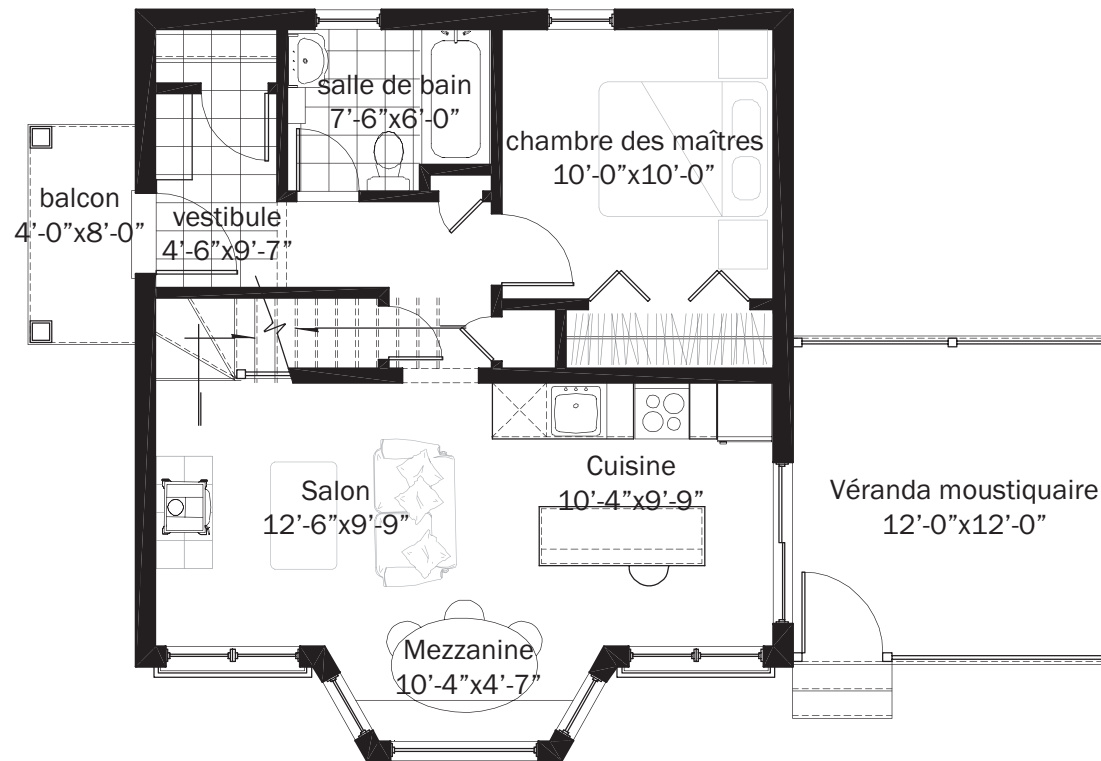 salle de bain
7’-6”x6’-0”
chambre des maîtres
10’-0”x10’-0”
balcon
4’-0”x8’-0”
vestibule
4’-6”x9’-7”
Salon
12’-6”x9’-9”
Cuisine
10’-4”x9’-9”
Véranda moustiquaire
12’-0”x12’-0”
Mezzanine
10’-4”x4’-7”